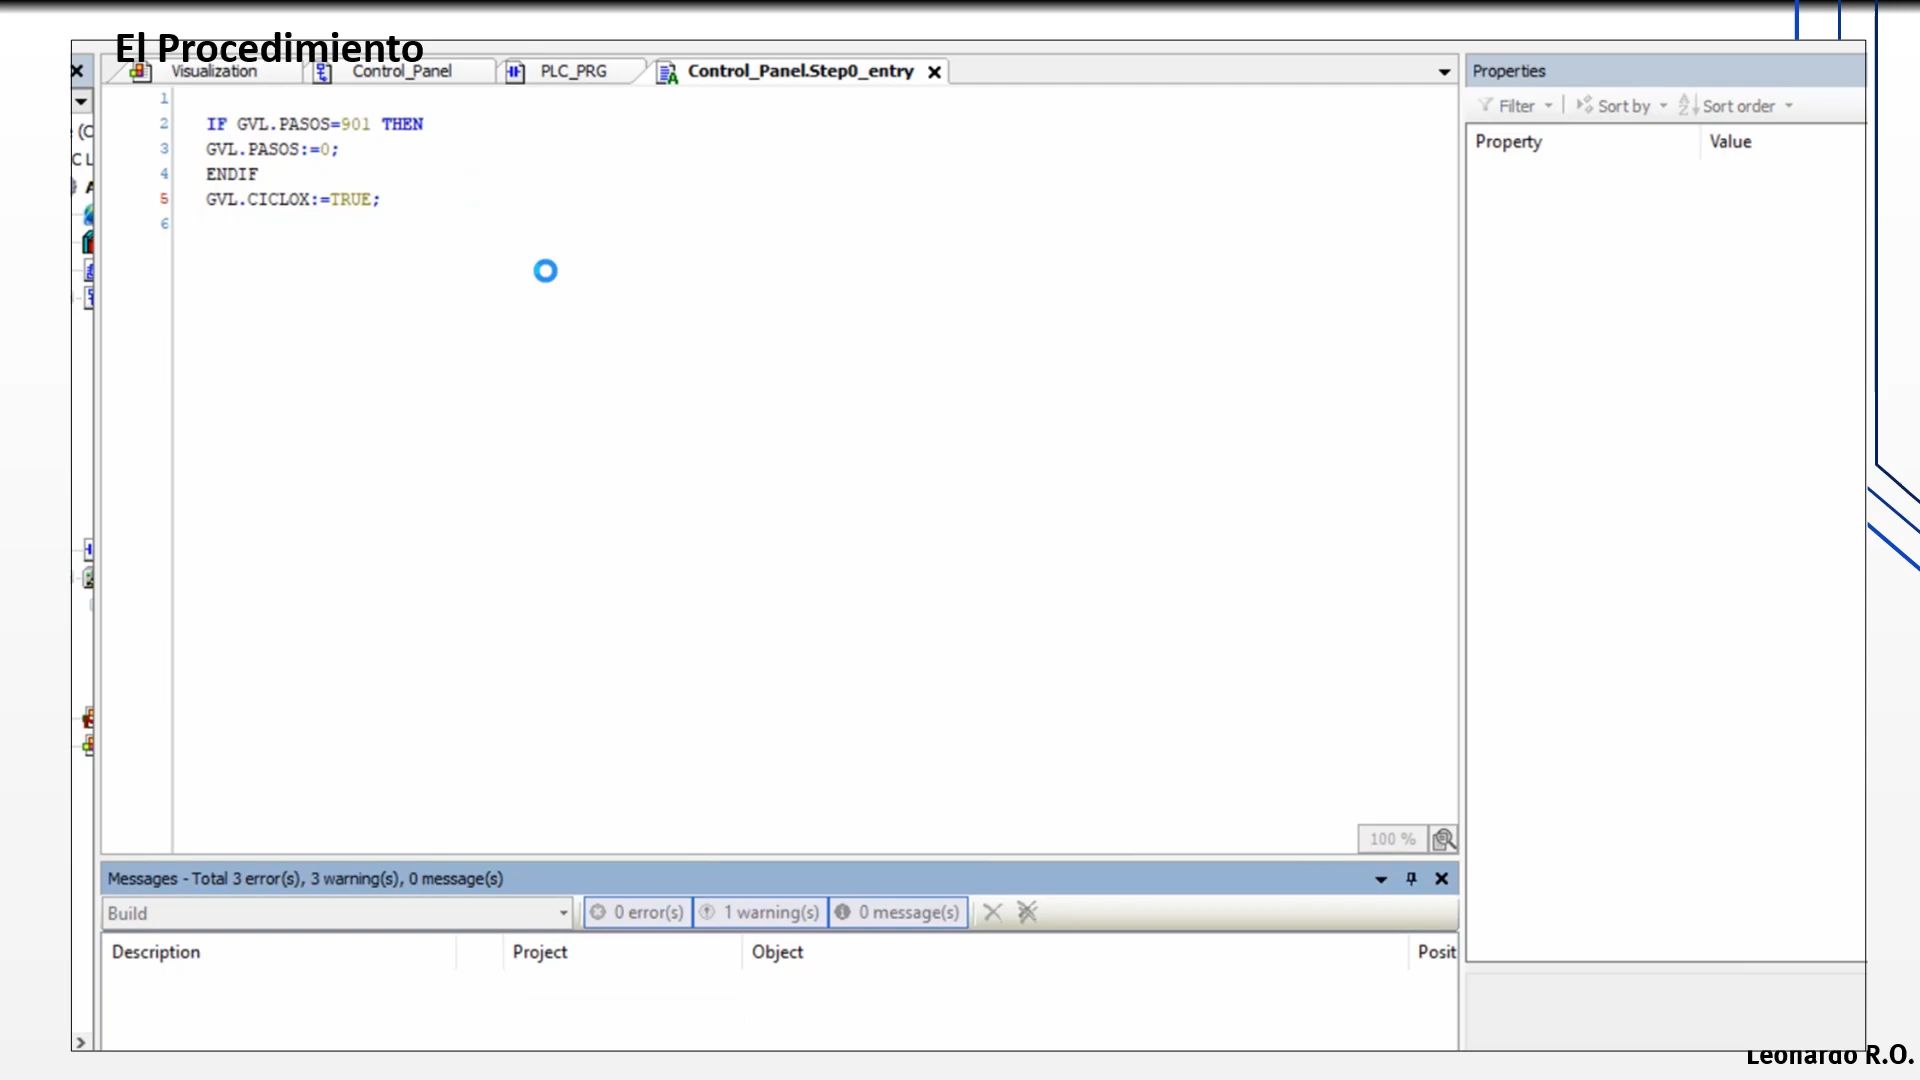 El Procedimiento
Visualization
Control_Panel
PLC_PRG
Control_Panel.Step0_entry
Properties
Filter
Sort by
Sort order
Property
Value
1
2 IF GVL.PASOS=901 THEN
3 GVL.PASOS:=0;
4 ENDIF
5 GVL.CICLOX:=TRUE;
6
100 %
Messages - Total 3 error(s), 3 warning(s), 0 message(s)
Build
0 error(s)
1 warning(s)
0 message(s)
Description
Project
Object
Posit
Leonardo R.O.